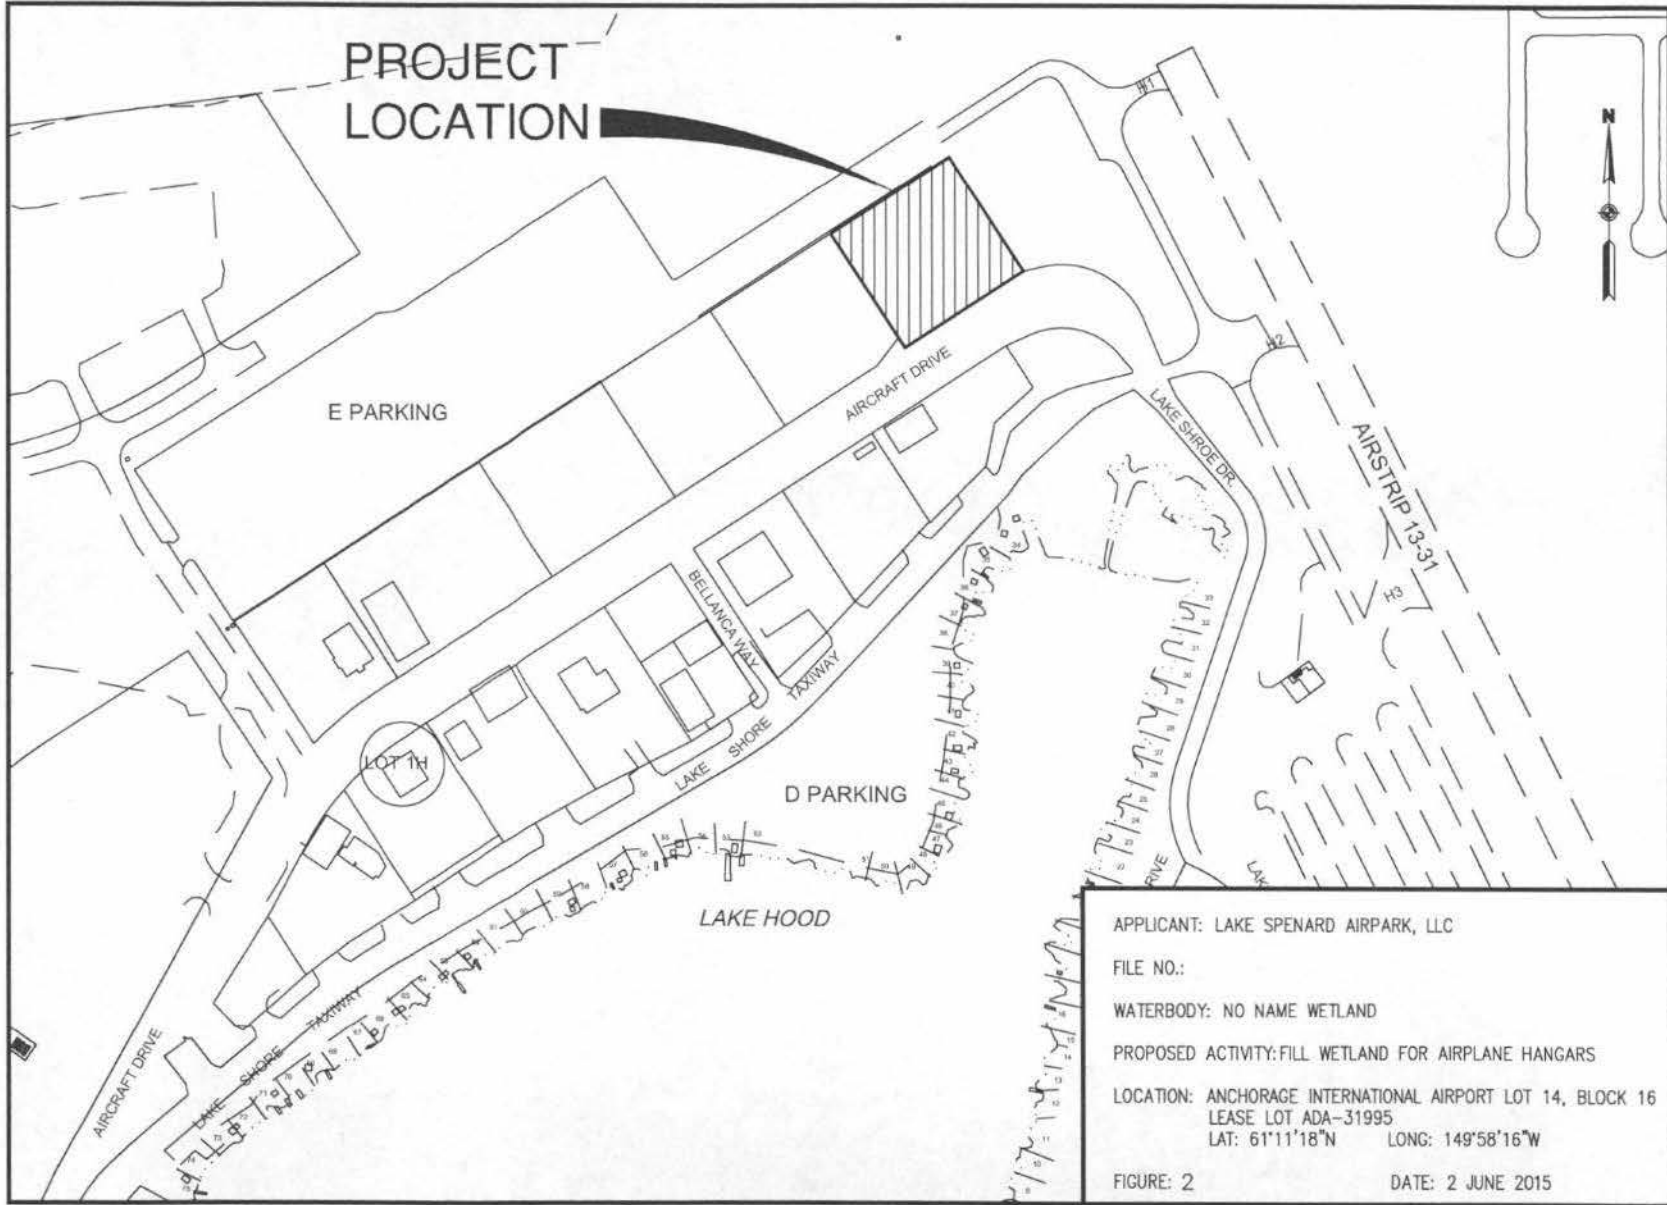 PROJECT
LOCATION
N
H1
H2
E PARKING
AIRCRAFT DRIVE
LAKE SHROE DR.
AIRSTRIP 13-31
H3
BELLANCA WAY
TAXIWAY
SHORE
LAKE
LOT 1H
D PARKING
LAKE HOOD
TAXIWAY
SHORE
LAKE
AIRCRAFT DRIVE
APPLICANT: LAKE SPENARD AIRPARK, LLC
FILE NO.:
WATERBODY: NO NAME WETLAND
PROPOSED ACTIVITY: FILL WETLAND FOR AIRPLANE HANGARS
LOCATION: ANCHORAGE INTERNATIONAL AIRPORT LOT 14, BLOCK 16
LEASE LOT ADA-31995
LAT: 61°11'18"N LONG: 149°58'16"W
FIGURE: 2 DATE: 2 JUNE 2015